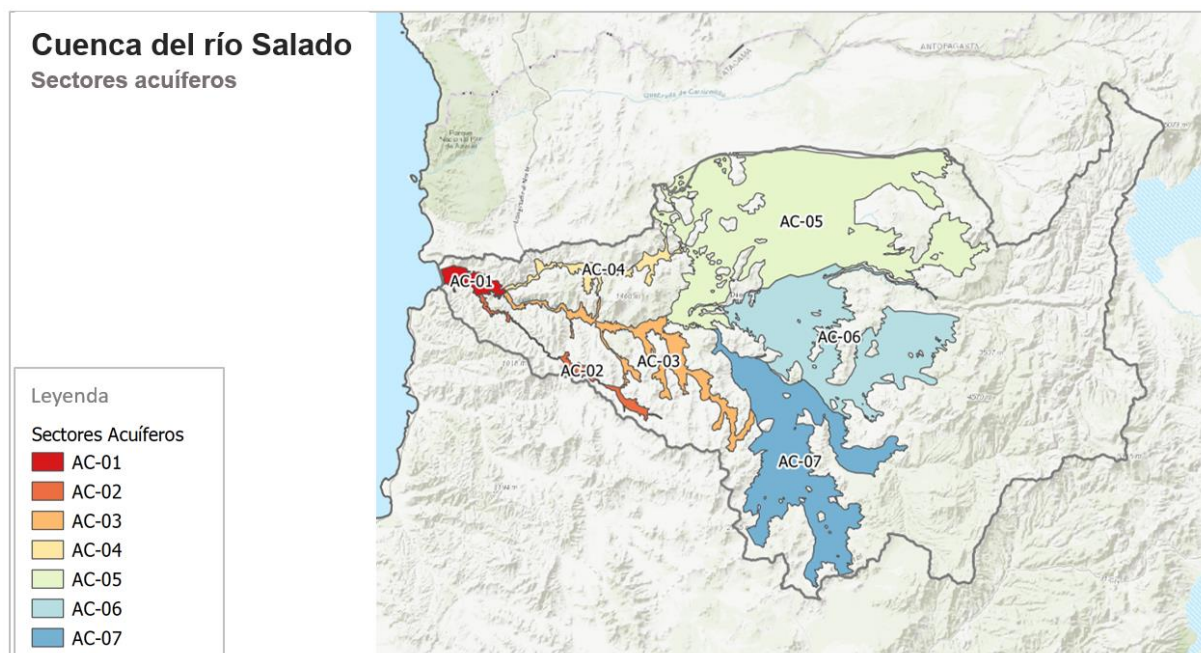 Cuenca del río Salado
Sectores acuíferos
ANTOFAGASTA
ATACAMA
AC-05
AC-04
AC-01
AC-06
AC-03
AC-02
AC-07
Leyenda
Sectores Acuíferos
AC-01
AC-02
AC-03
AC-04
AC-05
AC-06
AC-07